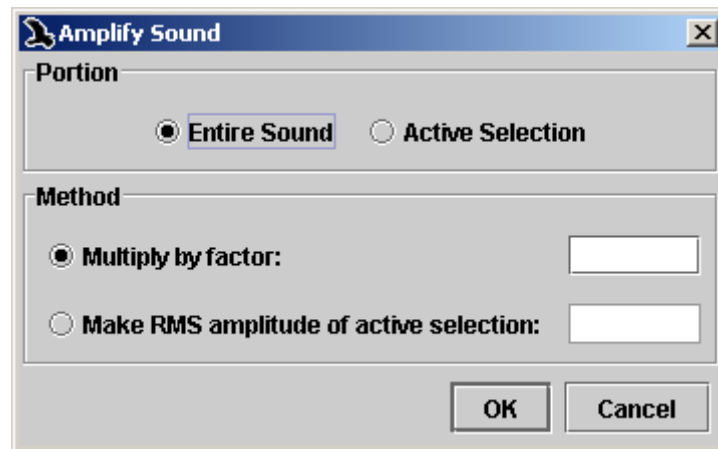 Amplify Sound
Portion
Entire Sound Active Selection
Method
Multiply by factor:
Make RMS amplitude of active selection:
OK Cancel